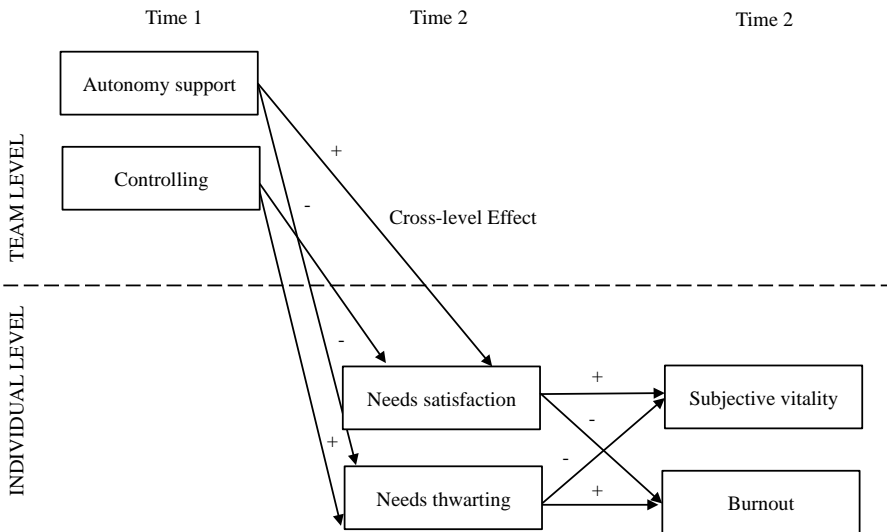 Time 1
Time 2
Time 2
Autonomy support
+
TEAM LEVEL
Controlling
-
Cross-level Effect
-
INDIVIDUAL LEVEL
Needs satisfaction
+
Subjective vitality
-
+
-
Needs thwarting
+
Burnout